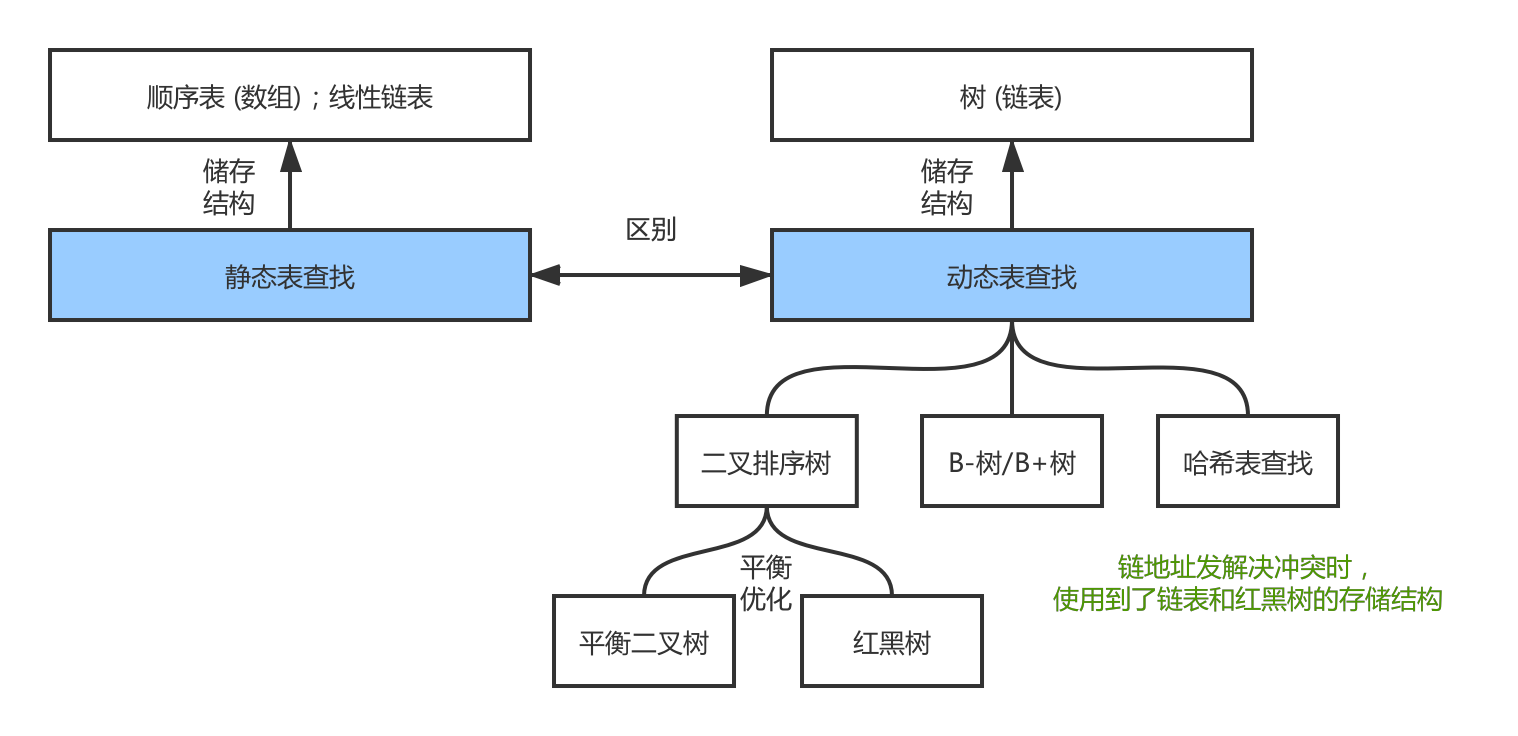 顺序表 (数组)；线性链表
树 (链表)
储存
结构
储存
结构
区别
静态表查找
动态表查找
二叉排序树
B-树/B+树
哈希表查找
平衡
优化
链地址发解决冲突时，
使用到了链表和红黑树的存储结构
平衡二叉树
红黑树